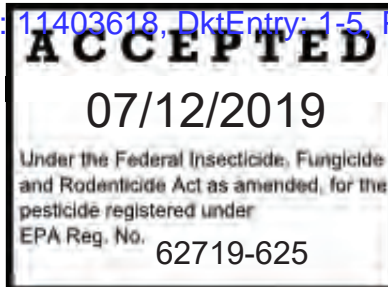 : 11403618, DktEntry: 1-5,
ACCEPTED
07/12/2019
Under the Federal Insecticide, Fungicide
and Rodenticide Act as amended, for the
pesticide registered under
EPA Reg. No. 62719-625